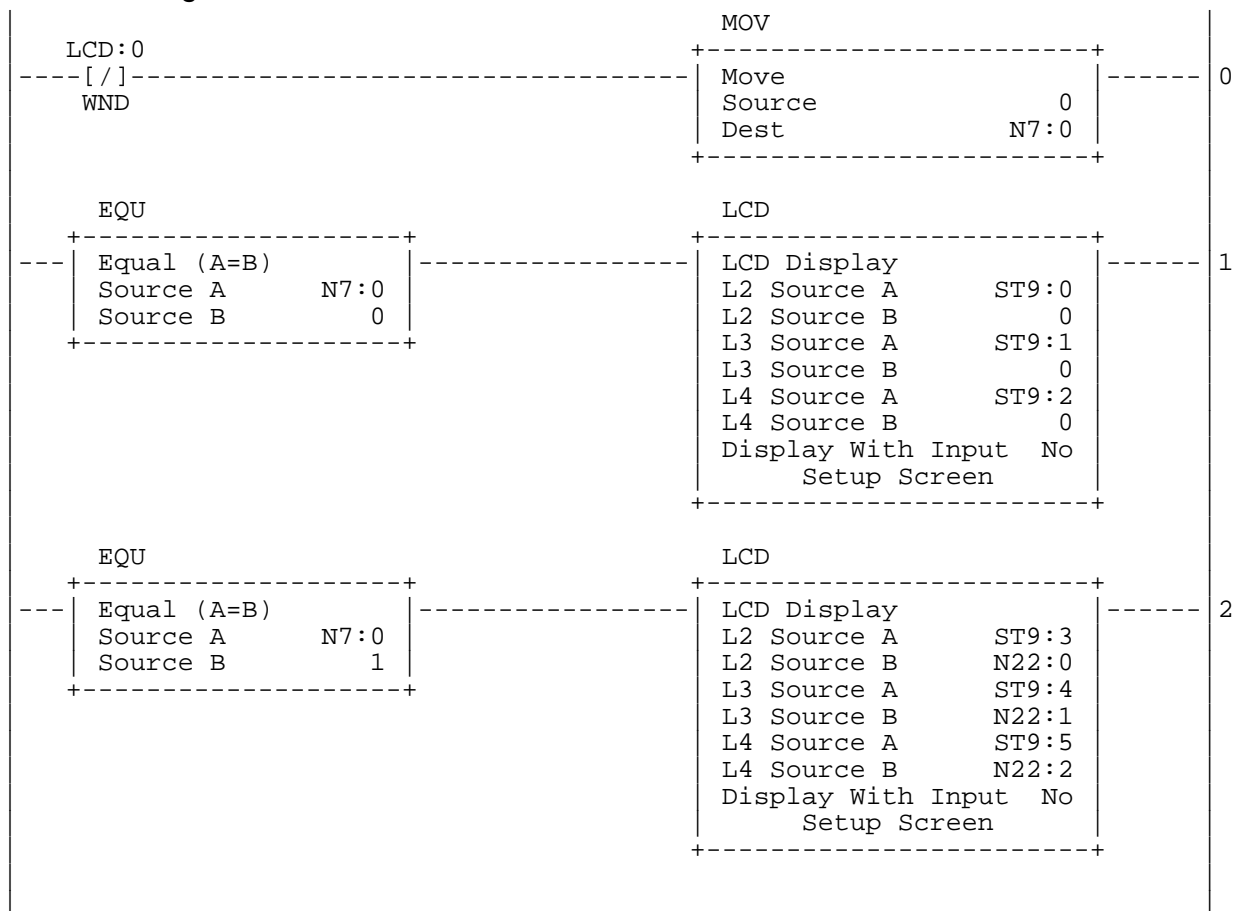 MOV
LCD:0
----[/]----------------------------------- Move ------ 0
WND Source 0
Dest N7:0
EQU LCD
--- Equal (A=B) ----------------- LCD Display ------ 1
Source A N7:0 L2 Source A ST9:0
Source B 0 L2 Source B 0
L3 Source A ST9:1
L3 Source B 0
L4 Source A ST9:2
L4 Source B 0
Display With Input No
Setup Screen
EQU LCD
--- Equal (A=B) ----------------- LCD Display ------ 2
Source A N7:0 L2 Source A ST9:3
Source B 1 L2 Source B N22:0
L3 Source A ST9:4
L3 Source B N22:1
L4 Source A ST9:5
L4 Source B N22:2
Display With Input No
Setup Screen